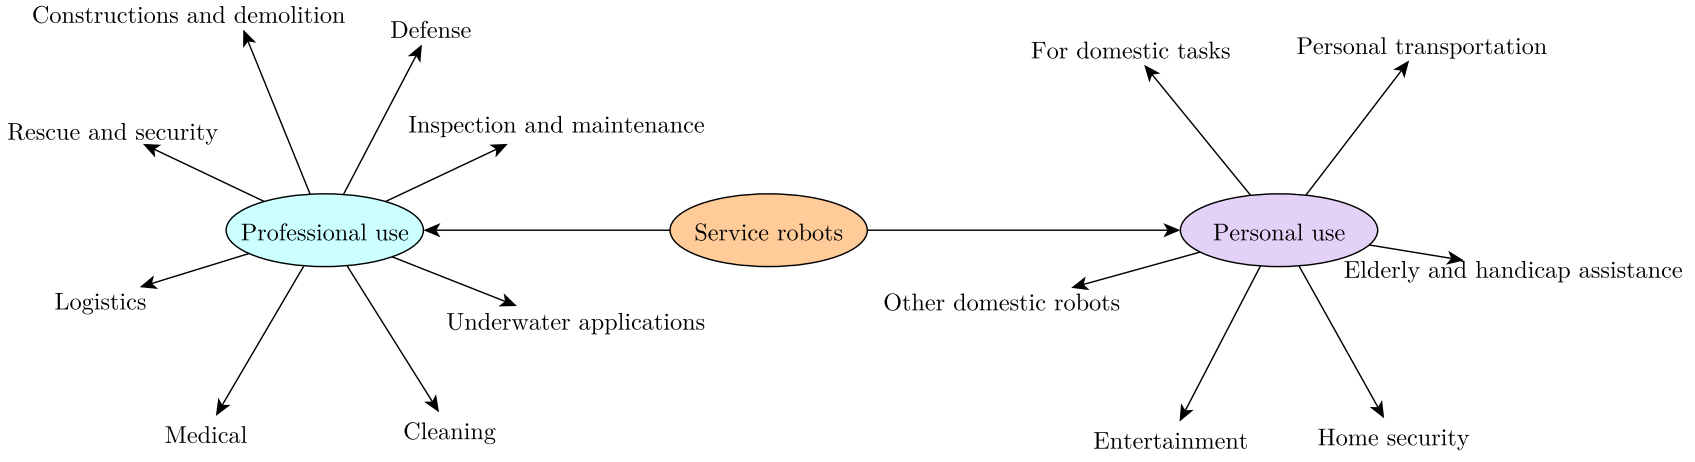 Constructions and demolition
Defense
For domestic tasks
Personal transportation
Rescue and security
Inspection and maintenance
Professional use
Service robots
Personal use
Elderly and handicap assistance
Logistics
Underwater applications
Other domestic robots
Medical
Cleaning
Entertainment
Home security